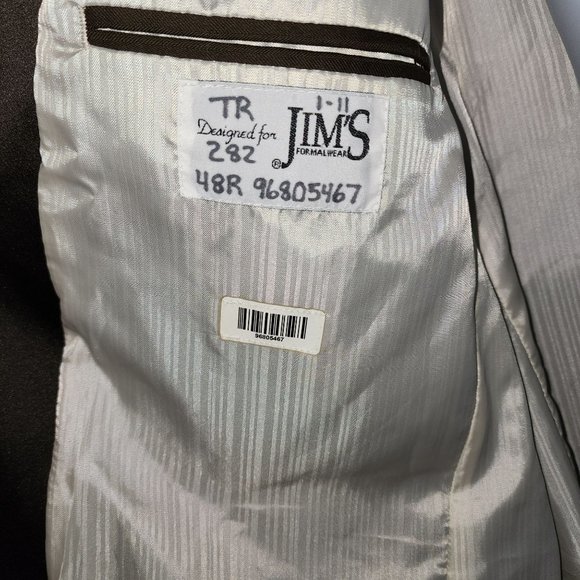 TR 1-11
Designed for JIM'S
FORMALWEAR
®
282
48R 96805467
96805467